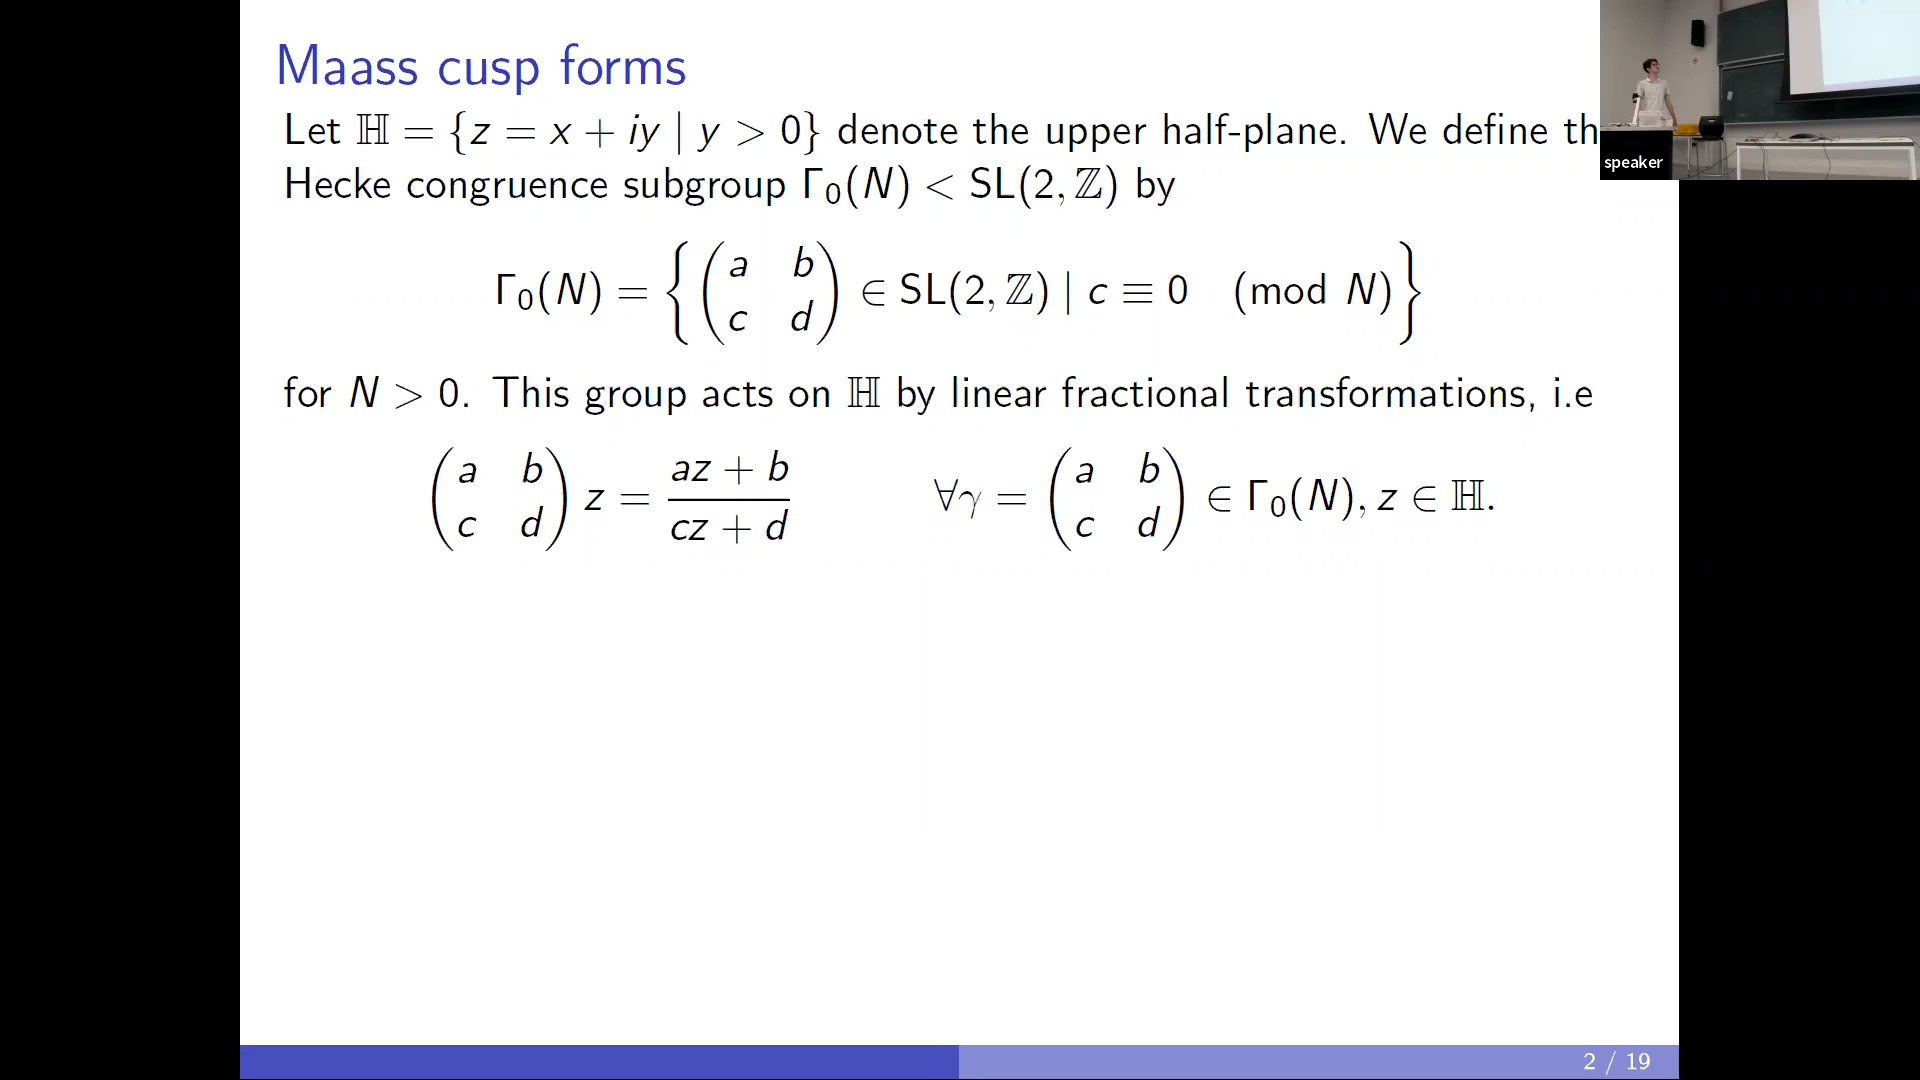 Maass cusp forms
Let ℍ = {z = x + iy | y > 0} denote the upper half-plane. We define th
Hecke congruence subgroup Γ₀(N) < SL(2, ℤ) by
Γ₀(N) = { ( a b ; c d ) ∈ SL(2, ℤ) | c ≡ 0 (mod N) }
for N > 0. This group acts on ℍ by linear fractional transformations, i.e
( a b ; c d ) z = (az + b)/(cz + d) ∀γ = ( a b ; c d ) ∈ Γ₀(N), z ∈ ℍ.
speaker
2 / 19